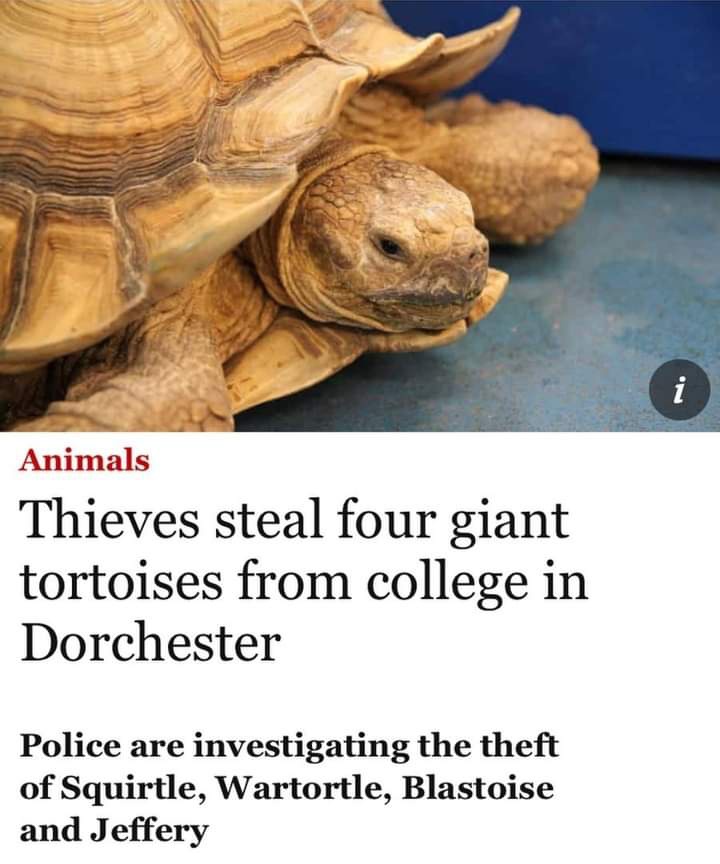 i
Animals
Thieves steal four giant
tortoises from college in
Dorchester
Police are investigating the theft
of Squirtle, Wartortle, Blastoise
and Jeffery